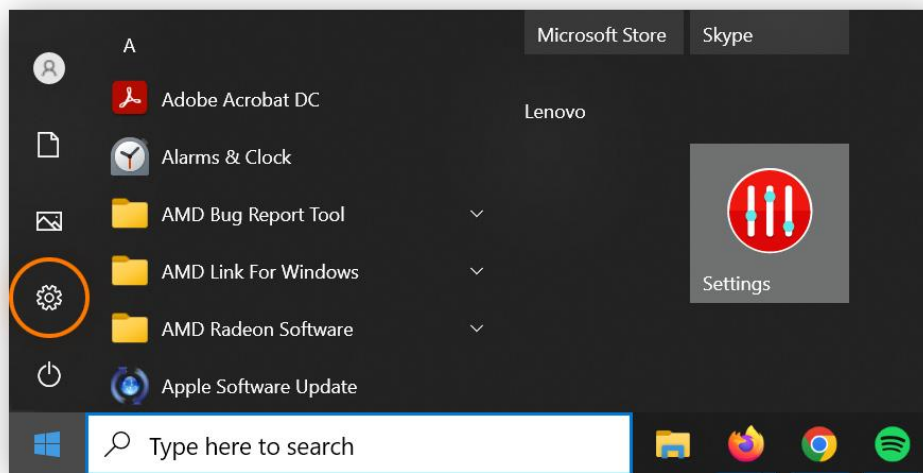 A
Adobe Acrobat DC
Alarms & Clock
AMD Bug Report Tool
AMD Link For Windows
AMD Radeon Software
Apple Software Update
Microsoft Store
Skype
Lenovo
Settings
Type here to search